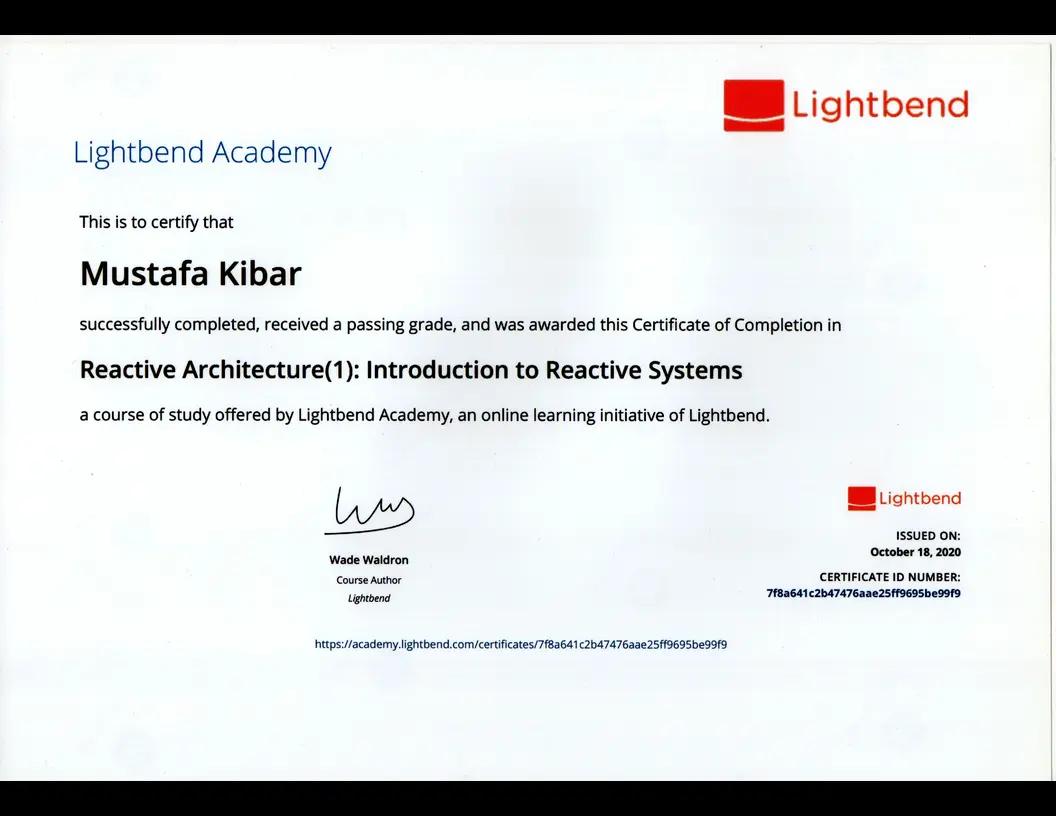 Lightbend
Lightbend Academy
This is to certify that
Mustafa Kibar
successfully completed, received a passing grade, and was awarded this Certificate of Completion in
Reactive Architecture(1): Introduction to Reactive Systems
a course of study offered by Lightbend Academy, an online learning initiative of Lightbend.
Wade Waldron
Course Author
Lightbend
Lightbend
ISSUED ON:
October 18, 2020
CERTIFICATE ID NUMBER:
7f8a641c2b47476aae25ff9695be99f9
https://academy.lightbend.com/certificates/7f8a641c2b47476aae25ff9695be99f9